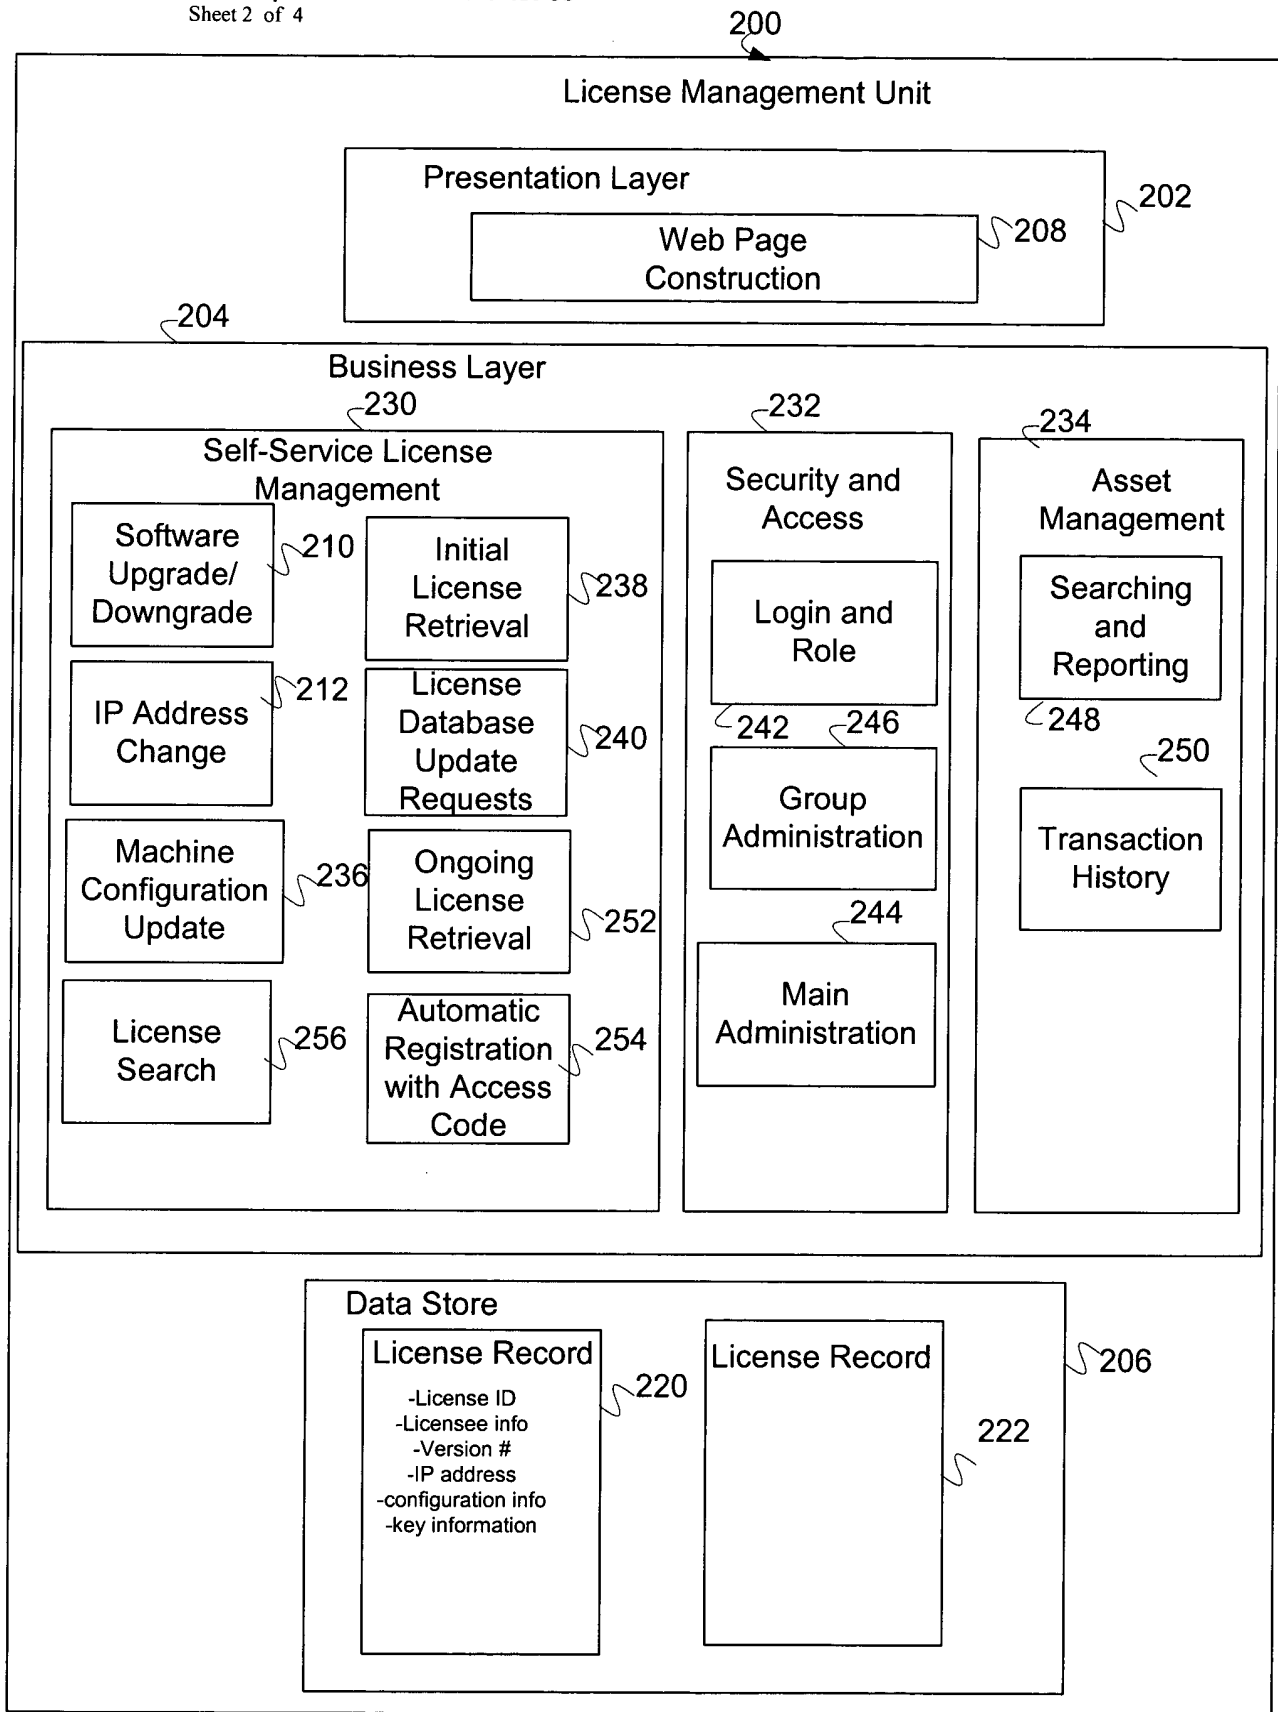 Sheet 2 of 4
200
License Management Unit
Presentation Layer
202
208
Web Page
Construction
204
Business Layer
230
232
234
Self-Service License
Management
Software
Upgrade/
Downgrade
210
Initial
License
Retrieval
238
IP Address
Change
212
License
Database
Update
Requests
240
Machine
Configuration
Update
236
Ongoing
License
Retrieval
252
License
Search
256
Automatic
Registration
with Access
Code
254
Security and
Access
Login and
Role
242
246
Group
Administration
244
Main
Administration
Asset
Management
Searching
and
Reporting
248
250
Transaction
History
Data Store
206
License Record
220
-License ID
-Licensee info
-Version #
-IP address
-configuration info
-key information
License Record
222